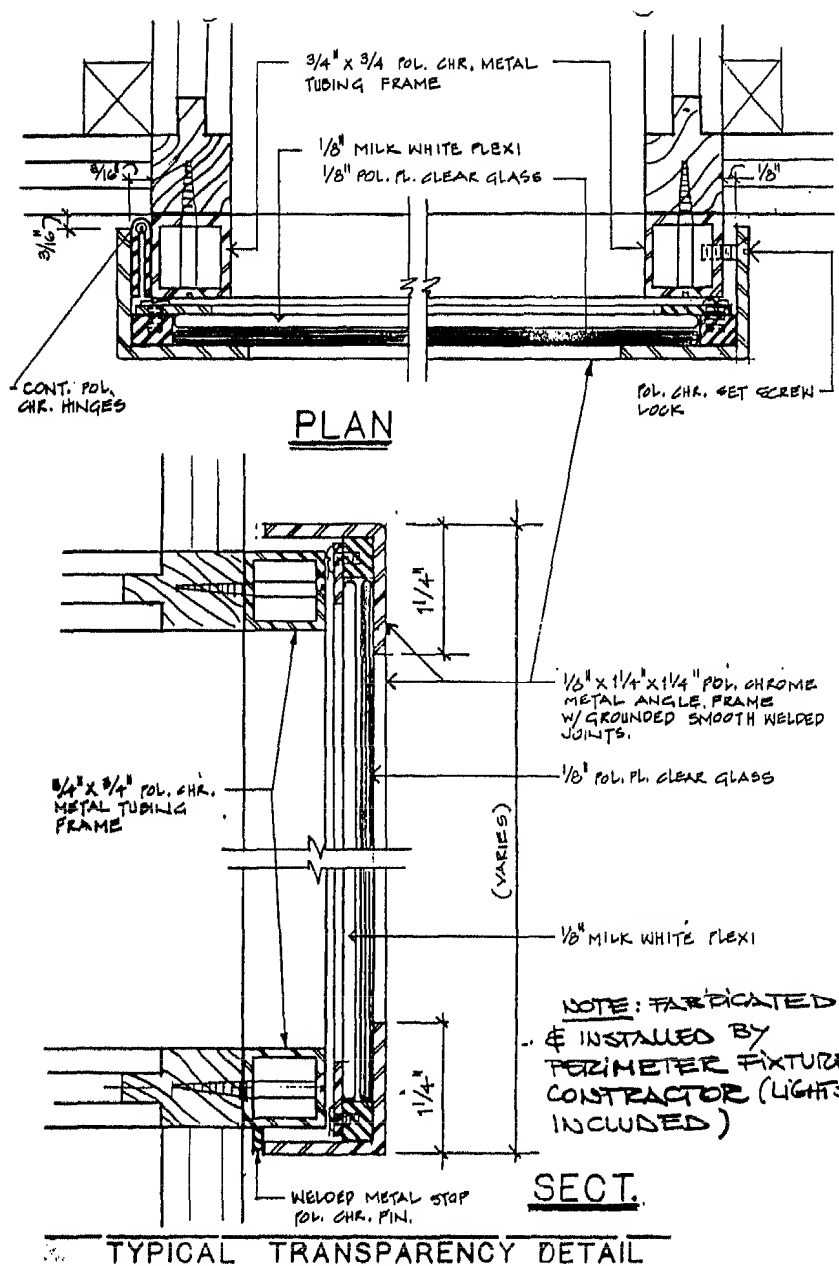 3/4" X 3/4 POL. CHR. METAL
TUBING FRAME
1/8" MILK WHITE PLEXI
1/8" POL. PL. CLEAR GLASS
3/16"
1/8"
3/16"
CONT. POL.
CHR. HINGES
POL. CHR. SET SCREW
LOCK
PLAN
1 1/4"
1/8" X 1 1/4" X 1 1/4" POL. CHROME
METAL ANGLE FRAME
W/ GROUNDED SMOOTH WELDED
JOINTS.
3/4" X 3/4" POL. CHR.
METAL TUBING
FRAME
1/8" POL. PL. CLEAR GLASS
(VARIES)
1/8" MILK WHITE PLEXI
NOTE: FABRICATED
& INSTALLED BY
PERIMETER FIXTURE
CONTRACTOR (LIGHTS
INCLUDED)
1 1/4"
WELDED METAL STOP
POL. CHR. FIN.
SECT.
TYPICAL TRANSPARENCY DETAIL